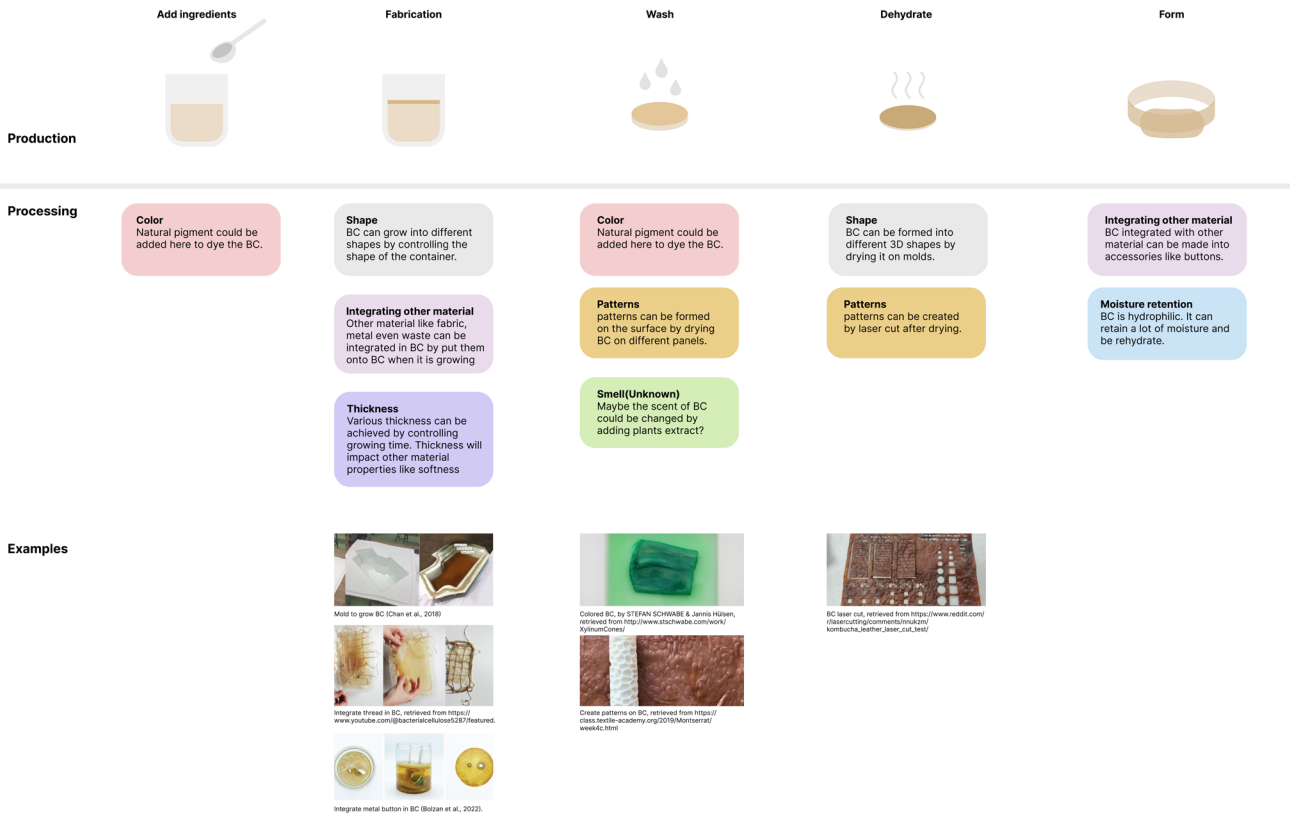 Add ingredients
Fabrication
Wash
Dehydrate
Form
Production
Processing
Color
Natural pigment could be
added here to dye the BC.
Shape
BC can grow into different
shapes by controlling the
shape of the container.
Integrating other material
Other material like fabric,
metal even waste can be
integrated in BC by put them
onto BC when it is growing
Thickness
Various thickness can be
achieved by controlling
growing time. Thickness will
impact other material
properties like softness
Color
Natural pigment could be
added here to dye the BC.
Patterns
patterns can be formed
on the surface by drying
BC on different panels.
Smell(Unknown)
Maybe the scent of BC
could be changed by
adding plants extract?
Shape
BC can be formed into
different 3D shapes by
drying it on molds.
Patterns
patterns can be created
by laser cut after drying.
Integrating other material
BC integrated with other
material can be made into
accessories like buttons.
Moisture retention
BC is hydrophilic. It can
retain a lot of moisture and
be rehydrate.
Examples
Mold to grow BC (Chan et al., 2018)
Integrate thread in BC, retrieved from https://
www.youtube.com/@bacterialcellulose5287/featured.
Integrate metal button in BC (Bolzan et al., 2022).
Colored BC, by STEFAN SCHWABE & Jannis Hülsen,
retrieved from http://www.stschwabe.com/work/
XylinumCones/
Create patterns on BC, retrieved from https://
class.textile-academy.org/2019/Montserrat/
week4c.html
BC laser cut, retrieved from https://www.reddit.com/
r/lasercutting/comments/nnukzm/
kombucha_leather_laser_cut_test/